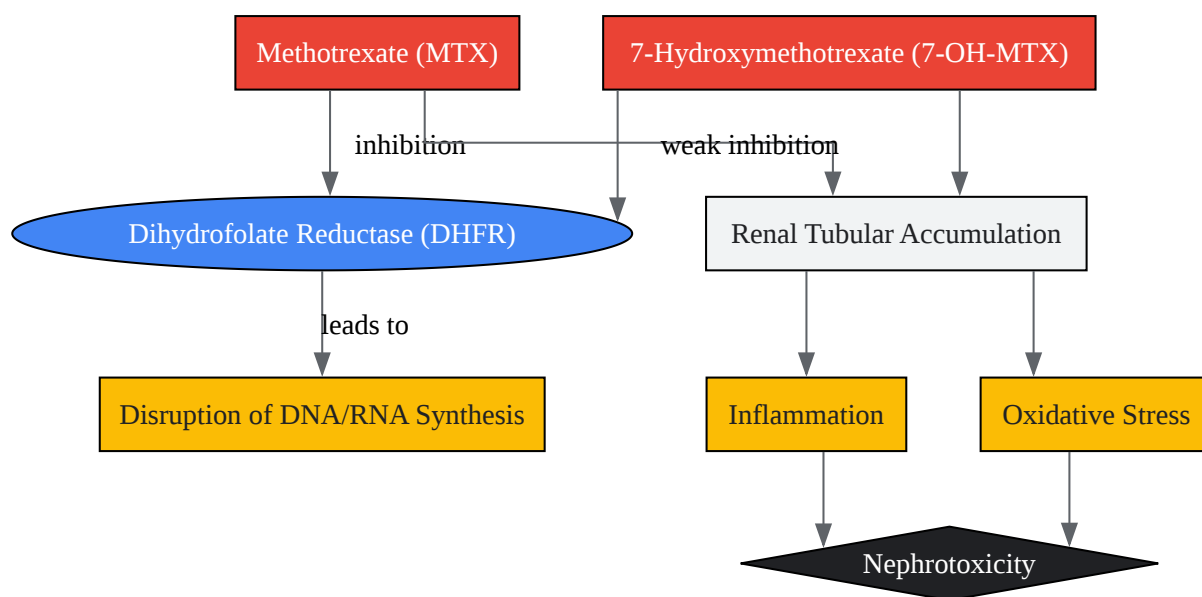 Methotrexate (MTX)
7-Hydroxymethotrexate (7-OH-MTX)
inhibition
weak inhibition
Dihydrofolate Reductase (DHFR)
Renal Tubular Accumulation
leads to
Disruption of DNA/RNA Synthesis
Inflammation
Oxidative Stress
Nephrotoxicity